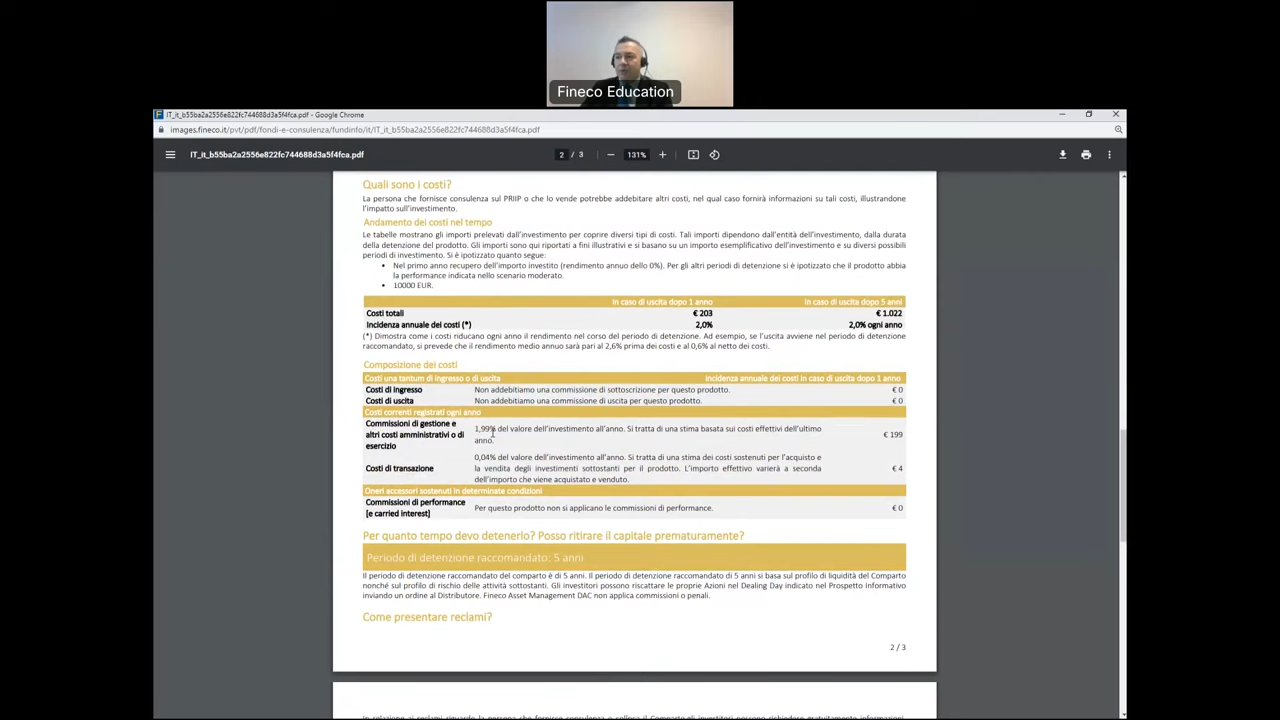 Fineco Education
IT_it_b55ba2a2556e822fc744688d3a5f4fca.pdf - Google Chrome
images.fineco.it/pvt/pdf/fondi-e-consulenza/fundinfo/it/IT_it_b55ba2a2556e822fc744688d3a5f4fca.pdf
IT_it_b55ba2a2556e822fc744688d3a5f4fca.pdf 2 / 3 131%
Quali sono i costi?
La persona che fornisce consulenza sul PRIIP o che lo vende potrebbe addebitare altri costi, nel qual caso fornirà informazioni su tali costi, illustrandone
l'impatto sull'investimento.
Andamento dei costi nel tempo
Le tabelle mostrano gli importi prelevati dall'investimento per coprire diversi tipi di costi. Tali importi dipendono dall'entità dell'investimento, dalla durata
della detenzione del prodotto. Gli importi sono qui riportati a fini illustrativi e si basano su un importo esemplificativo dell'investimento e su diversi possibili
periodi di investimento. Si è ipotizzato quanto segue:
• Nel primo anno recupero dell'importo investito (rendimento annuo dello 0%). Per gli altri periodi di detenzione si è ipotizzato che il prodotto abbia
la performance indicata nello scenario moderato.
• 10000 EUR.
In caso di uscita dopo 1 anno In caso di uscita dopo 5 anni
Costi totali € 203 € 1.022
Incidenza annuale dei costi (*) 2,0% 2,0% ogni anno
(*) Dimostra come i costi riducano ogni anno il rendimento nel corso del periodo di detenzione. Ad esempio, se l'uscita avviene nel periodo di detenzione
raccomandato, si prevede che il rendimento medio annuo sarà pari al 2,6% prima dei costi e al 0,6% al netto dei costi.
Composizione dei costi
Costi una tantum di ingresso o di uscita Incidenza annuale dei costi in caso di uscita dopo 1 anno
Costi di ingresso Non addebitiamo una commissione di sottoscrizione per questo prodotto. € 0
Costi di uscita Non addebitiamo una commissione di uscita per questo prodotto. € 0
Costi correnti registrati ogni anno
Commissioni di gestione e
altri costi amministrativi o di
esercizio
1,99% del valore dell'investimento all'anno. Si tratta di una stima basata sui costi effettivi dell'ultimo
anno.
€ 199
Costi di transazione
0,04% del valore dell'investimento all'anno. Si tratta di una stima dei costi sostenuti per l'acquisto e
la vendita degli investimenti sottostanti per il prodotto. L'importo effettivo varierà a seconda
dell'importo che viene acquistato e venduto.
€ 4
Oneri accessori sostenuti in determinate condizioni
Commissioni di performance
[e carried interest]
Per questo prodotto non si applicano le commissioni di performance. € 0
Per quanto tempo devo detenerlo? Posso ritirare il capitale prematuramente?
Periodo di detenzione raccomandato: 5 anni
Il periodo di detenzione raccomandato del comparto è di 5 anni. Il periodo di detenzione raccomandato di 5 anni si basa sul profilo di liquidità del Comparto
nonché sul profilo di rischio delle attività sottostanti. Gli investitori possono riscattare le proprie Azioni nel Dealing Day indicato nel Prospetto Informativo
inviando un ordine al Distributore. Fineco Asset Management DAC non applica commissioni o penali.
Come presentare reclami?
2 / 3
In relazione ai reclami riguardo la persona che fornisce consulenza o colloca il Comparto gli investitori possono richiedere gratuitamente informazioni